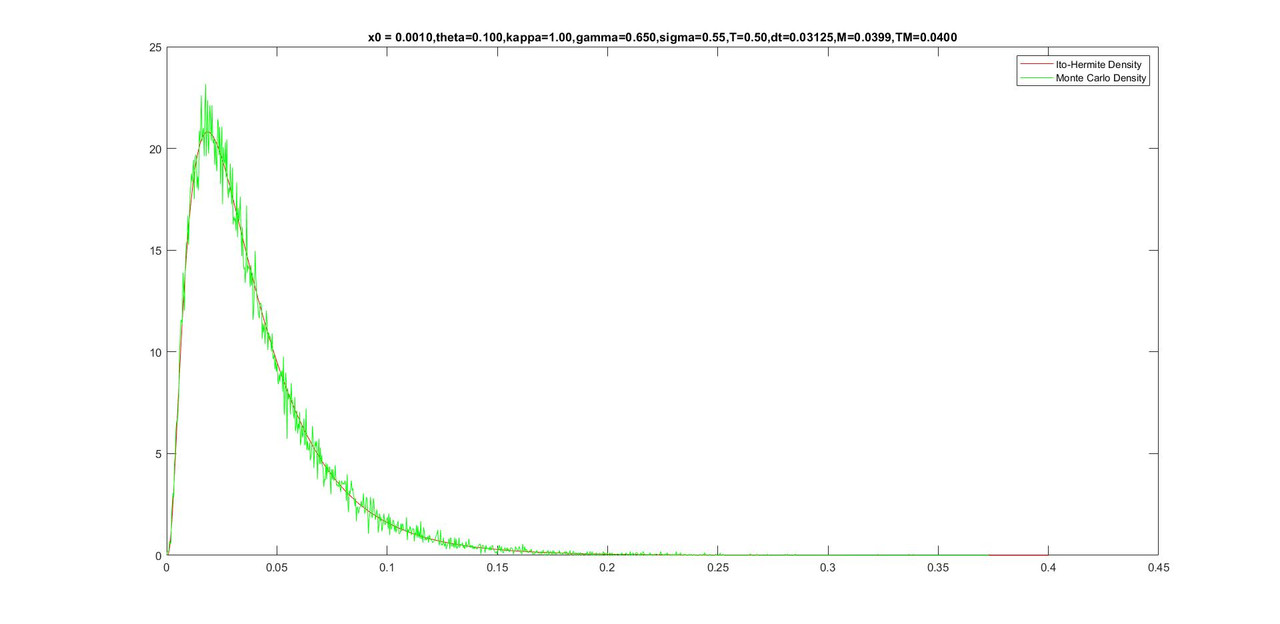 x0 = 0.0010,theta=0.100,kappa=1.00,gamma=0.650,sigma=0.55,T=0.50,dt=0.03125,M=0.0399,TM=0.0400
25
20
15
10
5
0
Ito-Hermite Density
Monte Carlo Density
0 0.05 0.1 0.15 0.2 0.25 0.3 0.35 0.4 0.45